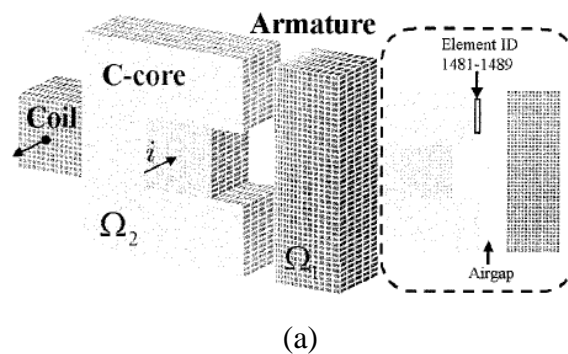 Armature
C-core
Coil
i
Ω₂
Ω₁
Element ID
1481-1489
Airgap
(a)